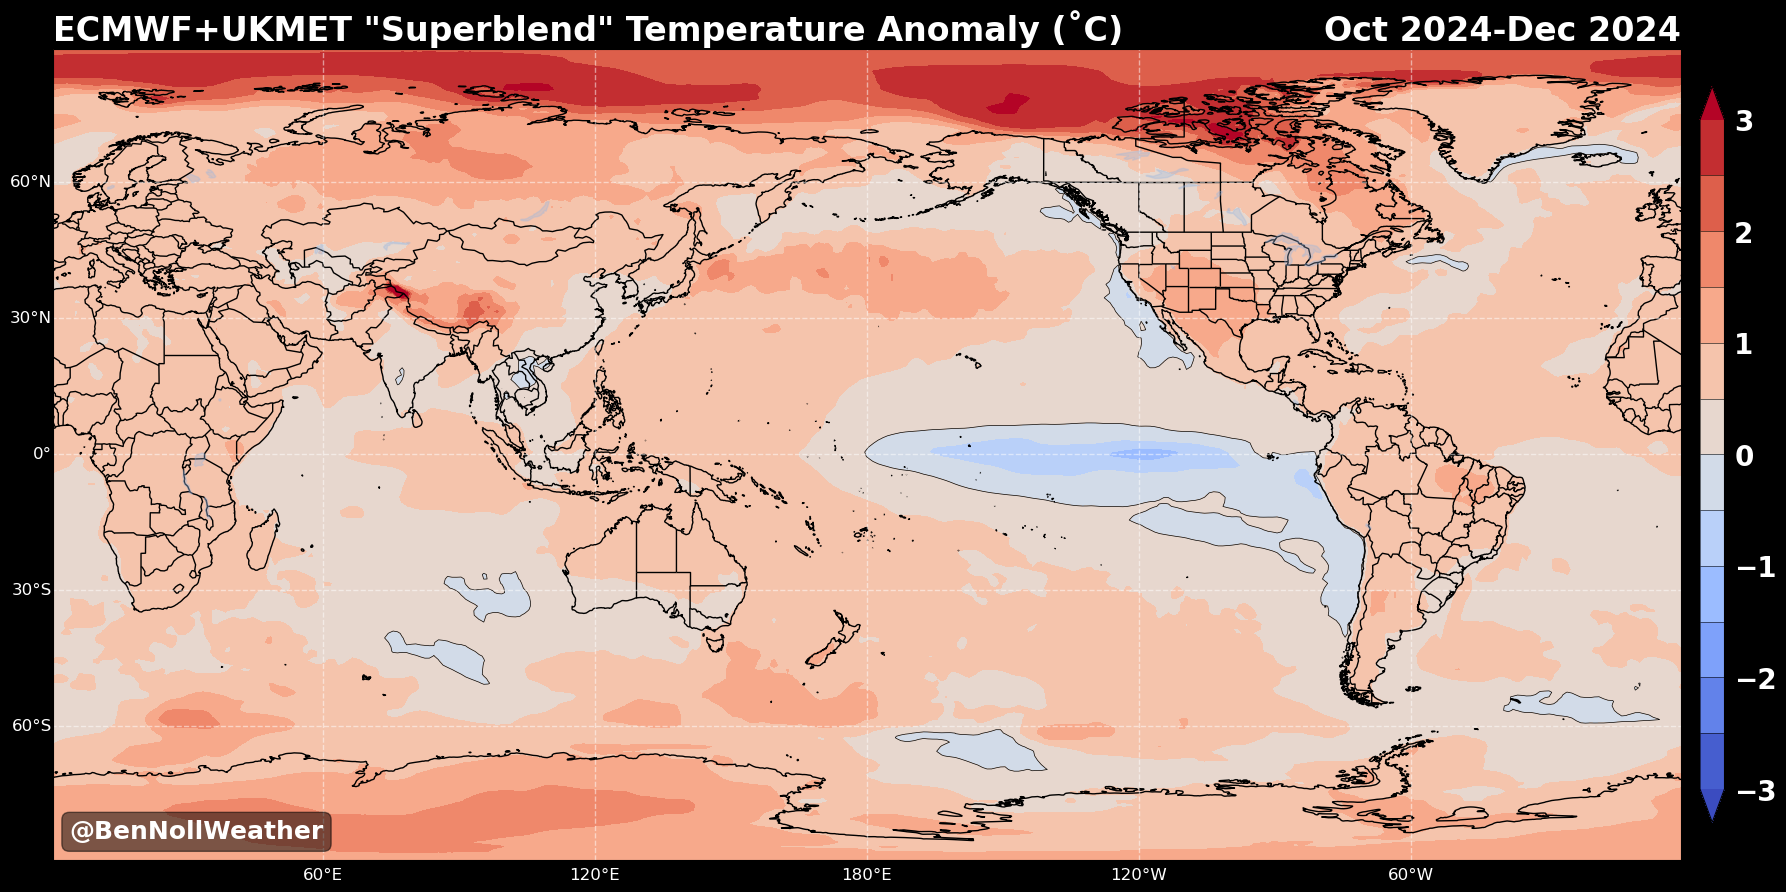 ECMWF+UKMET "Superblend" Temperature Anomaly (˚C)
Oct 2024-Dec 2024
60°N
30°N
0°
30°S
60°S
60°E
120°E
180°E
120°W
60°W
3
2
1
0
−1
−2
−3
@BenNollWeather